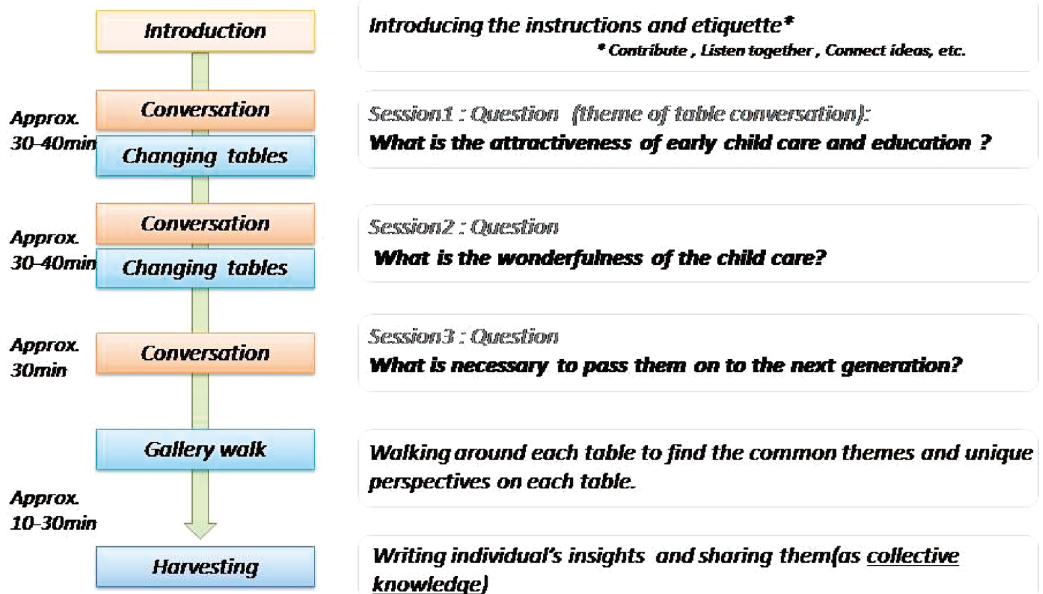 Introduction
Introducing the instructions and etiquette*
* Contribute , Listen together , Connect ideas, etc.
Approx.
30-40min
Conversation
Changing tables
Session1 : Question (theme of table conversation):
What is the attractiveness of early child care and education ?
Approx.
30-40min
Conversation
Changing tables
Session2 : Question
What is the wonderfulness of the child care?
Approx.
30min
Conversation
Session3 : Question
What is necessary to pass them on to the next generation?
Gallery walk
Walking around each table to find the common themes and unique
perspectives on each table.
Approx.
10-30min
Harvesting
Writing individual's insights and sharing them(as collective
knowledge)